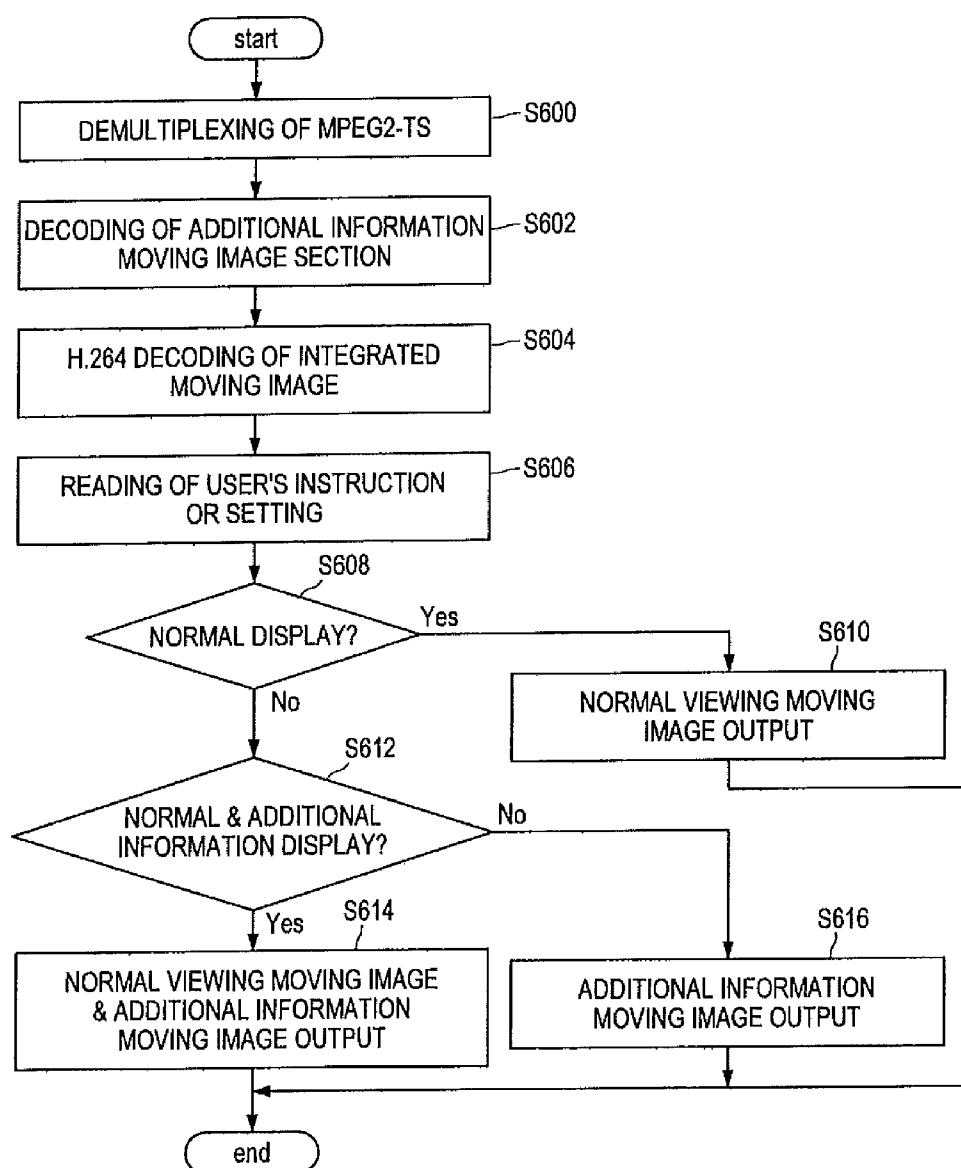 start
DEMULTIPLEXING OF MPEG2-TS
S600
DECODING OF ADDITIONAL INFORMATION
MOVING IMAGE SECTION
S602
H.264 DECODING OF INTEGRATED
MOVING IMAGE
S604
READING OF USER'S INSTRUCTION
OR SETTING
S606
S608
NORMAL DISPLAY?
Yes
No
S610
NORMAL VIEWING MOVING
IMAGE OUTPUT
S612
NORMAL & ADDITIONAL
INFORMATION DISPLAY?
No
Yes
S614
NORMAL VIEWING MOVING IMAGE
& ADDITIONAL INFORMATION
MOVING IMAGE OUTPUT
S616
ADDITIONAL INFORMATION
MOVING IMAGE OUTPUT
end